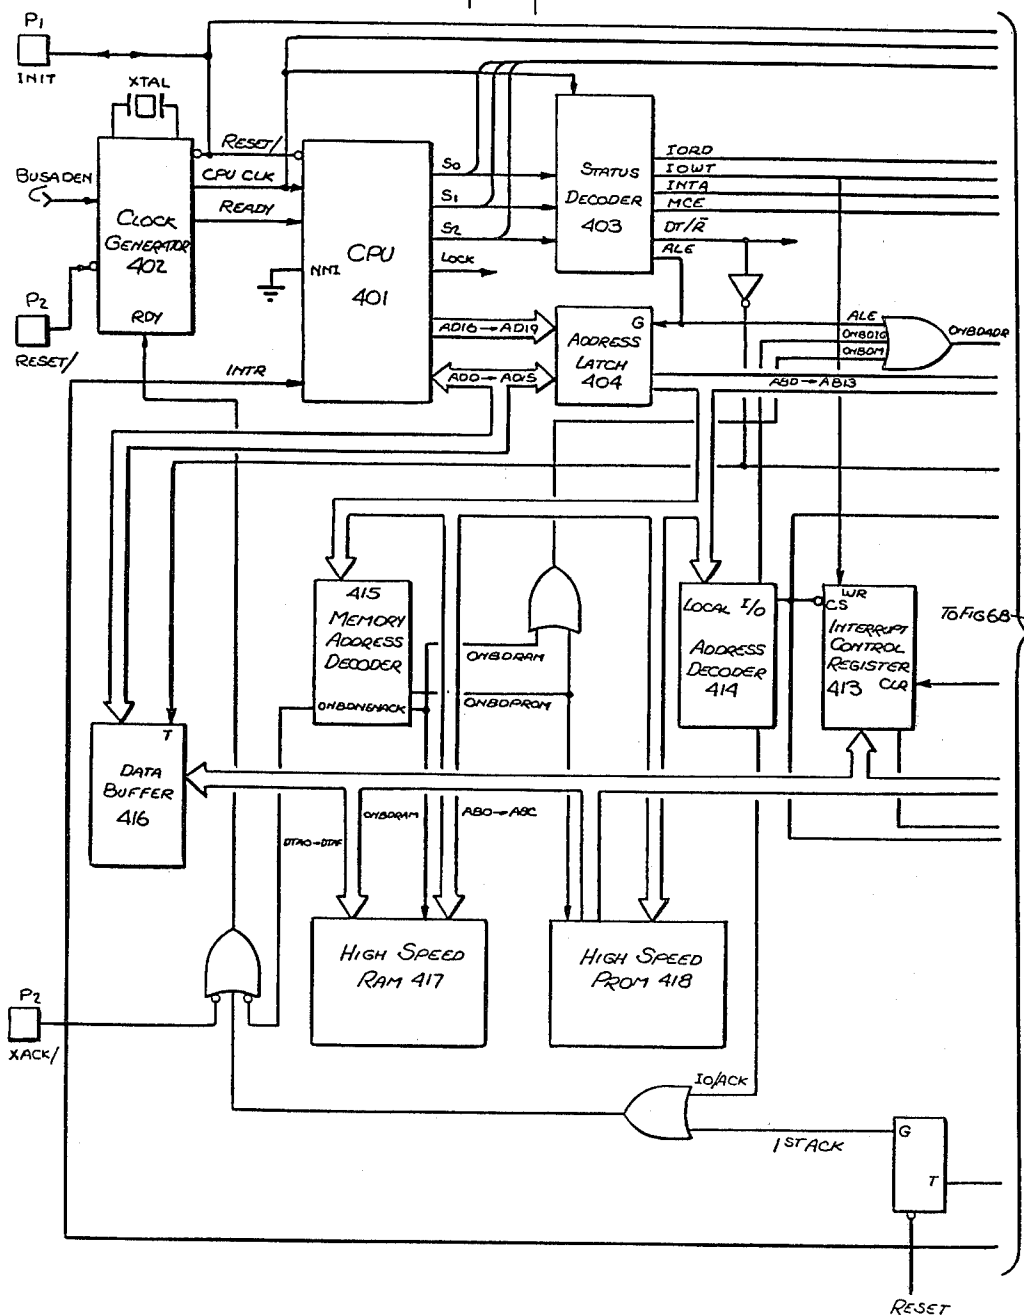 P1
INIT
XTAL
RESET/
CPU CLK
READY
BUSADEN
CLOCK
GENERATOR
402
RDY
P2
RESET/
INTR
CPU
401
NNI
S0
S1
S2
LOCK
AD16→AD19
AD0→AD15
STATUS
DECODER
403
IORD
IOWT
INTA
MCE
DT/R̄
ALE
G
ADDRESS
LATCH
404
ALE
ONBDIO
ONBDM
ONBDADR
AB0→AB13
415
MEMORY
ADDRESS
DECODER
ONBDMEMACK
ONBDRAM
ONBDPROM
LOCAL I/O
ADDRESS
DECODER
414
WR
CS
INTERRUPT
CONTROL
REGISTER
413
CLR
TO FIG 6B
T
DATA
BUFFER
416
DTA0→DTAF
ONBDRAM
AB0→ABC
HIGH SPEED
RAM 417
HIGH SPEED
PROM 418
P2
XACK/
IO/ACK
1ST ACK
G
T
RESET